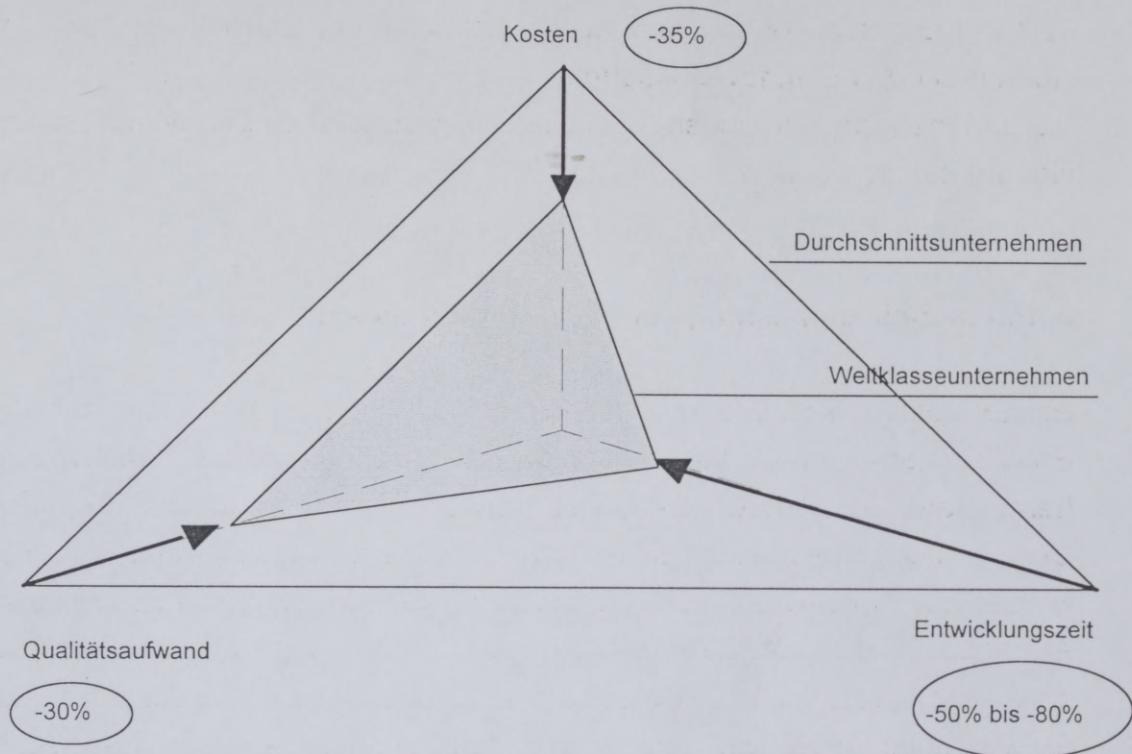 Kosten -35%
Durchschnittsunternehmen
Weltklasseunternehmen
Qualitätsaufwand
Entwicklungszeit
-30%
-50% bis -80%